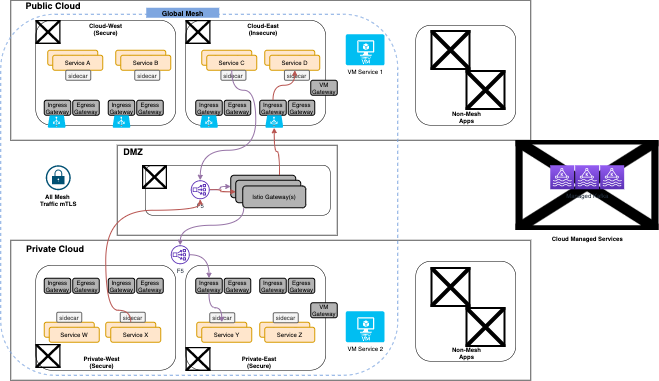 Public Cloud
Global Mesh
Cloud-West
(Secure)
Cloud-East
(Insecure)
Service A
Service B
Service C
Service D
sidecar
sidecar
sidecar
sidecar
VM
VM Service 1
VM
Gateway
Ingress
Gateway
Egress
Gateway
Ingress
Gateway
Egress
Gateway
Ingress
Gateway
Egress
Gateway
Ingress
Gateway
Egress
Gateway
Non-Mesh
Apps
DMZ
F5
Istio Gateway(s)
All Mesh
Traffic mTLS
Cloud Managed Services
Private Cloud
F5
Ingress
Gateway
Egress
Gateway
Ingress
Gateway
Egress
Gateway
Ingress
Gateway
Egress
Gateway
Ingress
Gateway
Egress
Gateway
VM
Gateway
sidecar
sidecar
sidecar
sidecar
Service W
Service X
Service Y
Service Z
VM
VM Service 2
Private-West
(Secure)
Private-East
(Secure)
Non-Mesh
Apps